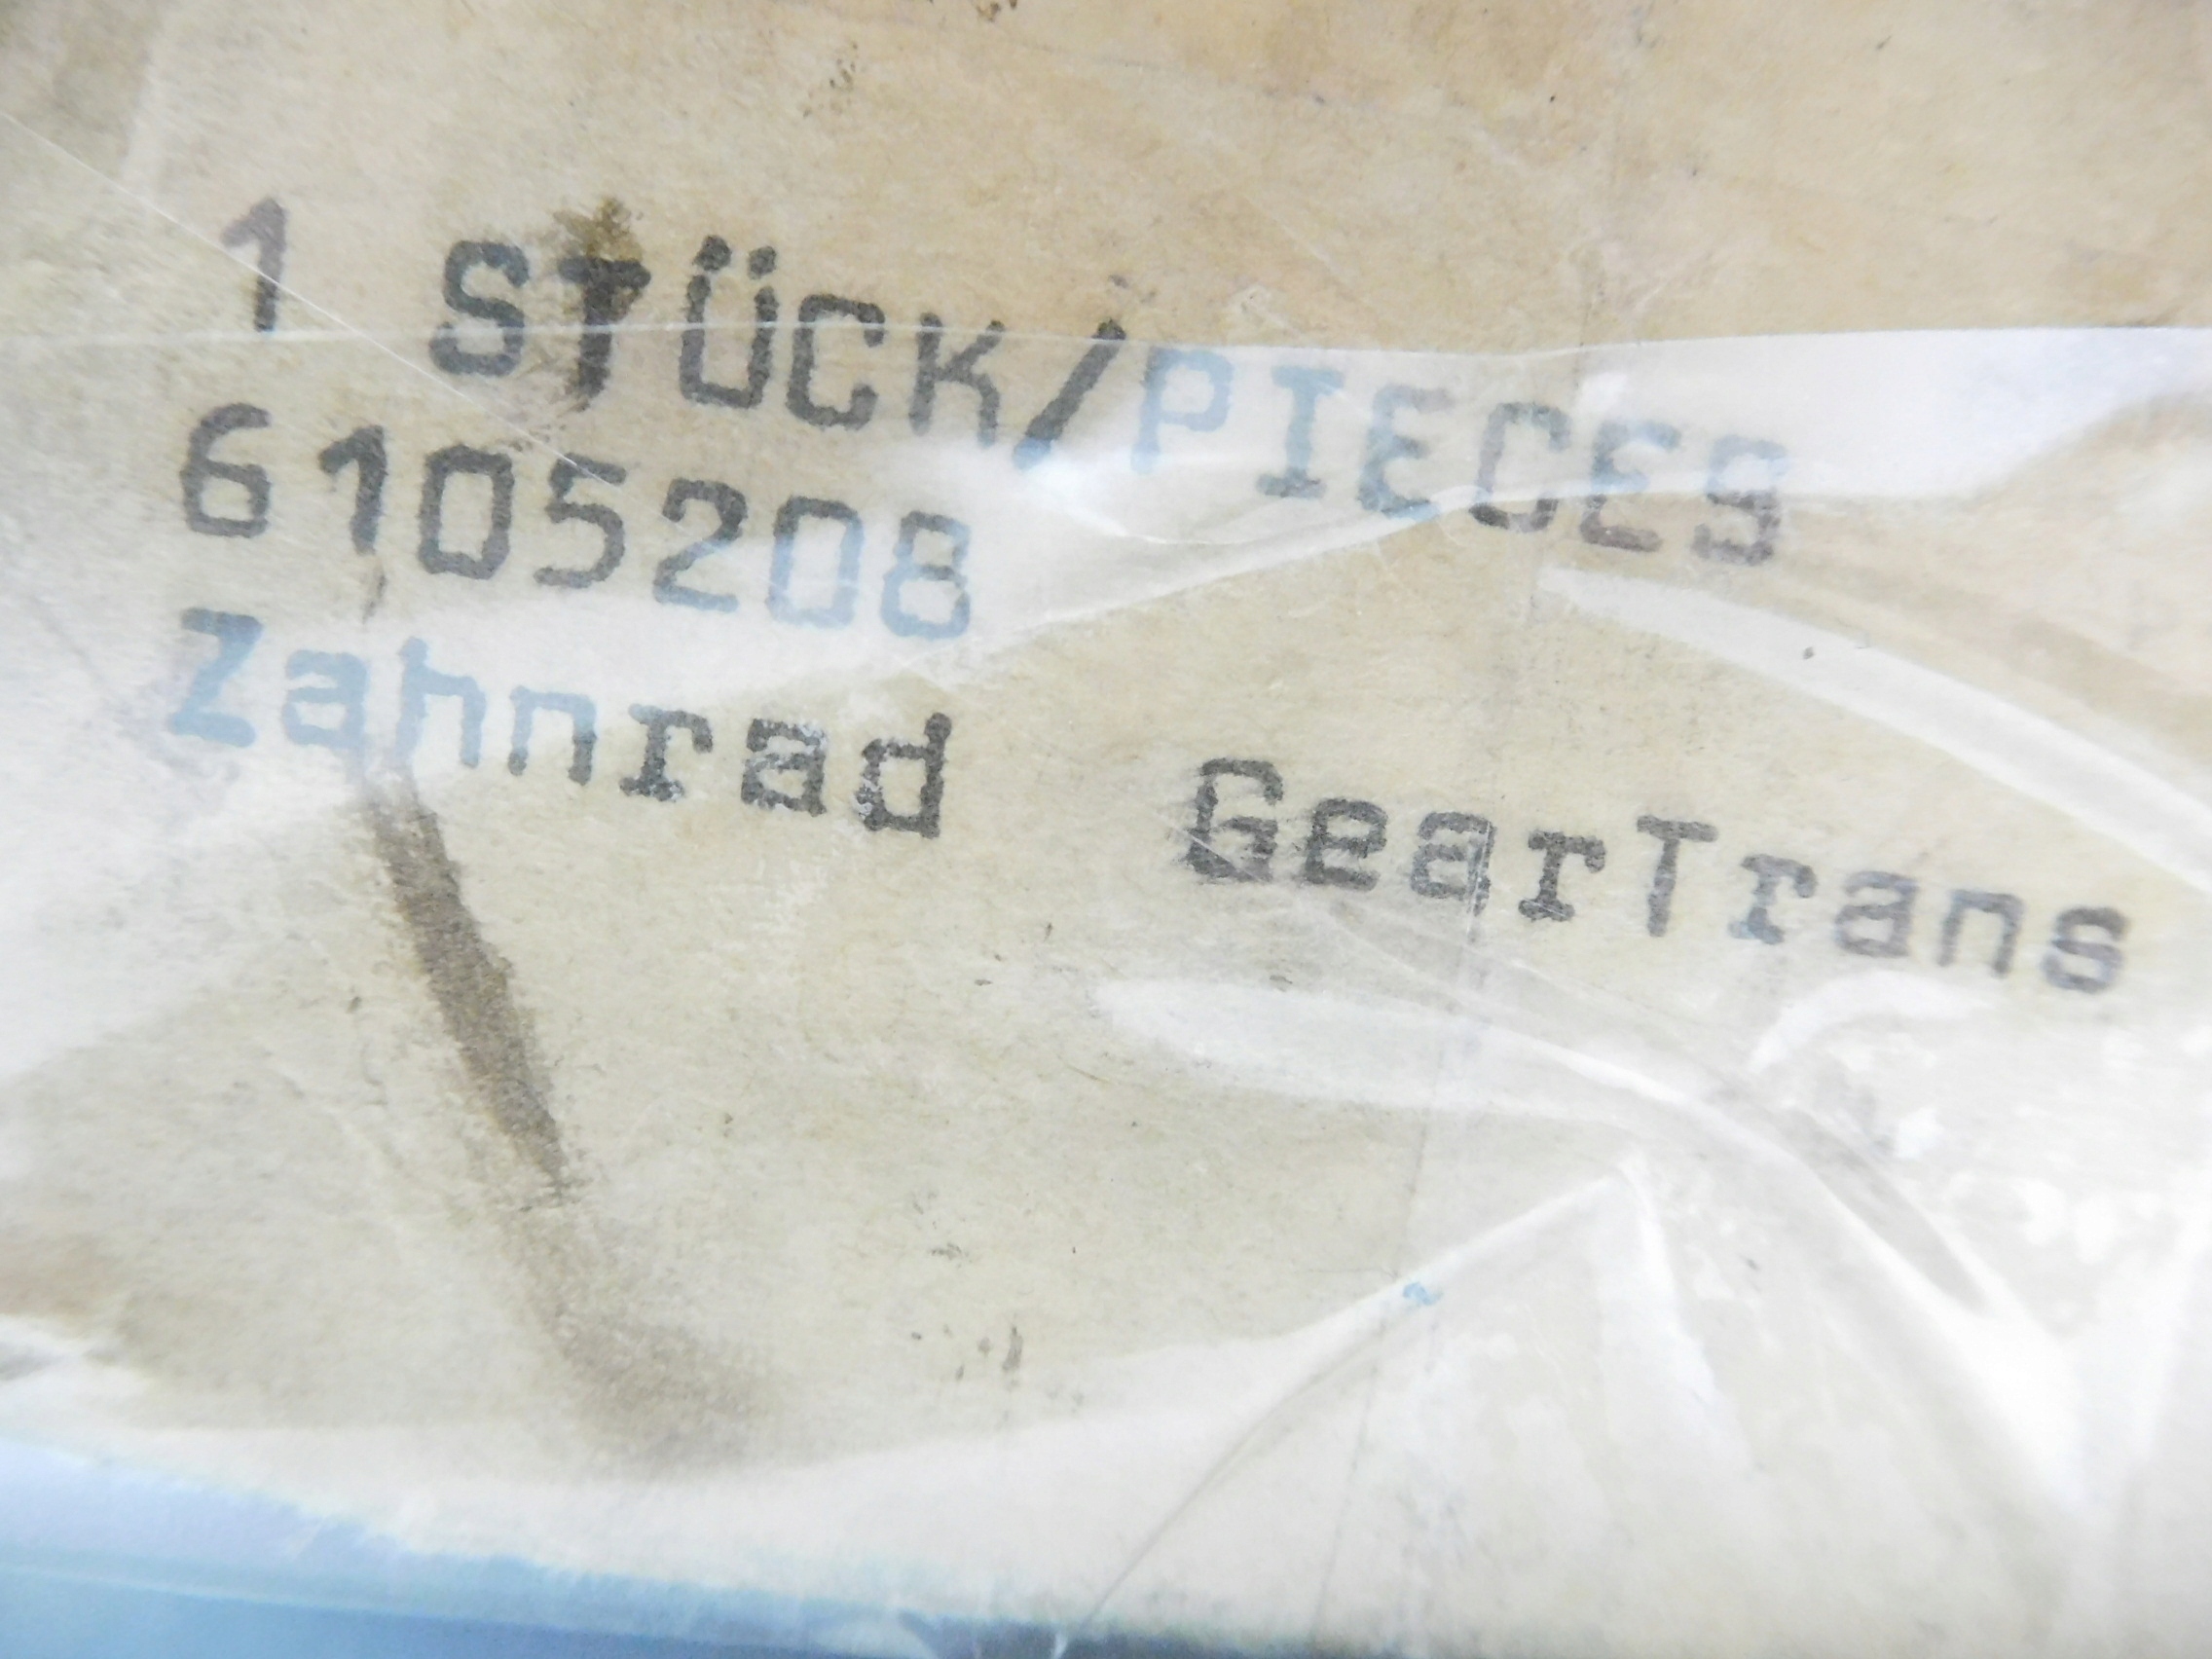 1 STÜCK/PIECES
6105208
Zahnrad GearTrans